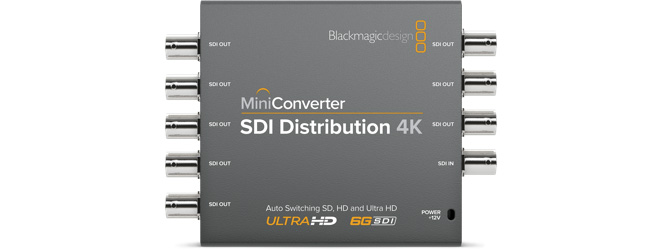 Blackmagicdesign
SDI OUT
SDI OUT
SDI OUT
SDI OUT
SDI OUT
SDI OUT
SDI OUT
SDI OUT
SDI IN
MiniConverter
SDI Distribution 4K
Auto Switching SD, HD and Ultra HD
ULTRAHD 6G SDI
POWER
+12V